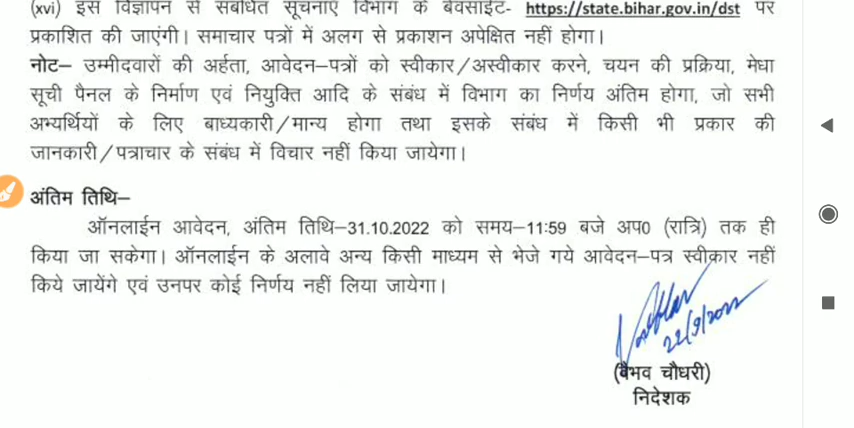 (xvi) इस विज्ञापन से संबंधित सूचनाएँ विभाग के बेवसाईट- https://state.bihar.gov.in/dst पर
प्रकाशित की जाएंगी। समाचार पत्रों में अलग से प्रकाशन अपेक्षित नहीं होगा।
नोट– उम्मीदवारों की अर्हता, आवेदन–पत्रों को स्वीकार/अस्वीकार करने, चयन की प्रक्रिया, मेधा
सूची पैनल के निर्माण एवं नियुक्ति आदि के संबंध में विभाग का निर्णय अंतिम होगा, जो सभी
अभ्यर्थियों के लिए बाध्यकारी/मान्य होगा तथा इसके संबंध में किसी भी प्रकार की
जानकारी/पत्राचार के संबंध में विचार नहीं किया जायेगा।
अंतिम तिथि–
ऑनलाईन आवेदन, अंतिम तिथि–31.10.2022 को समय–11:59 बजे अप0 (रात्रि) तक ही
किया जा सकेगा। ऑनलाईन के अलावे अन्य किसी माध्यम से भेजे गये आवेदन–पत्र स्वीकार नहीं
किये जायेंगे एवं उनपर कोई निर्णय नहीं लिया जायेगा।
22/9/2022
(वैभव चौधरी)
निदेशक